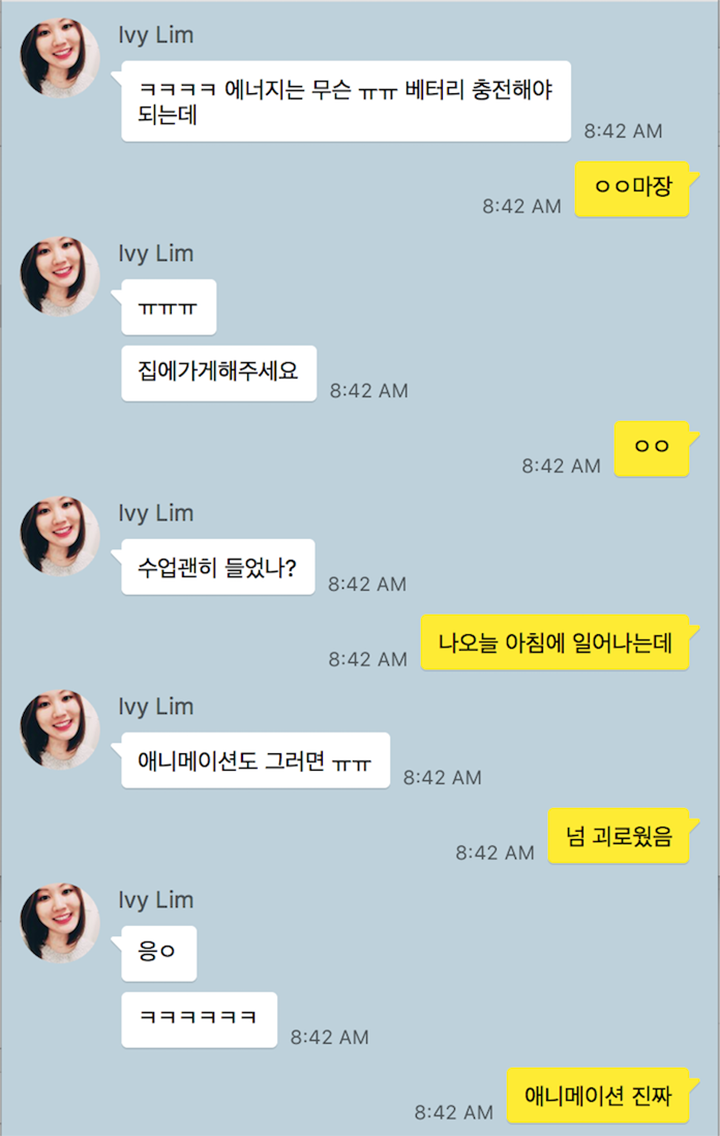 Ivy Lim
ㅋㅋㅋㅋ 에너지는 무슨 ㅠㅠ 베터리 충전해야
되는데
8:42 AM
ㅇㅇ마장
8:42 AM
Ivy Lim
ㅠㅠㅠ
집에가게해주세요
8:42 AM
ㅇㅇ
8:42 AM
Ivy Lim
수업괜히 들었나?
8:42 AM
나오늘 아침에 일어나는데
8:42 AM
Ivy Lim
애니메이션도 그러면 ㅠㅠ
8:42 AM
넘 괴로웠음
8:42 AM
Ivy Lim
응ㅇ
ㅋㅋㅋㅋㅋㅋ
8:42 AM
애니메이션 진짜
8:42 AM